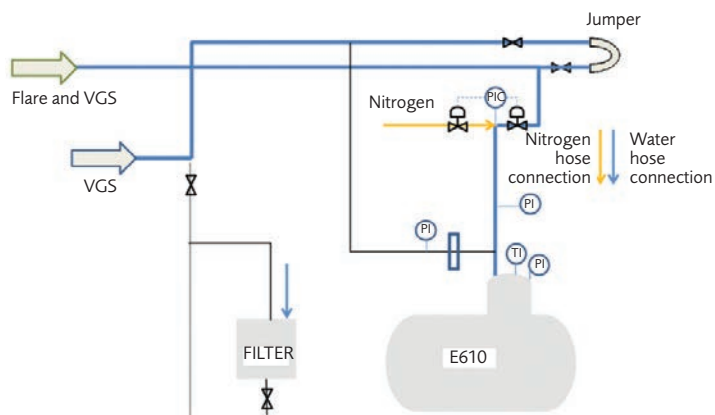 Jumper
Flare and VGS
Nitrogen
PIC
Nitrogen
hose
connection
Water
hose
connection
VGS
PI
PI
TI
PI
FILTER
E610